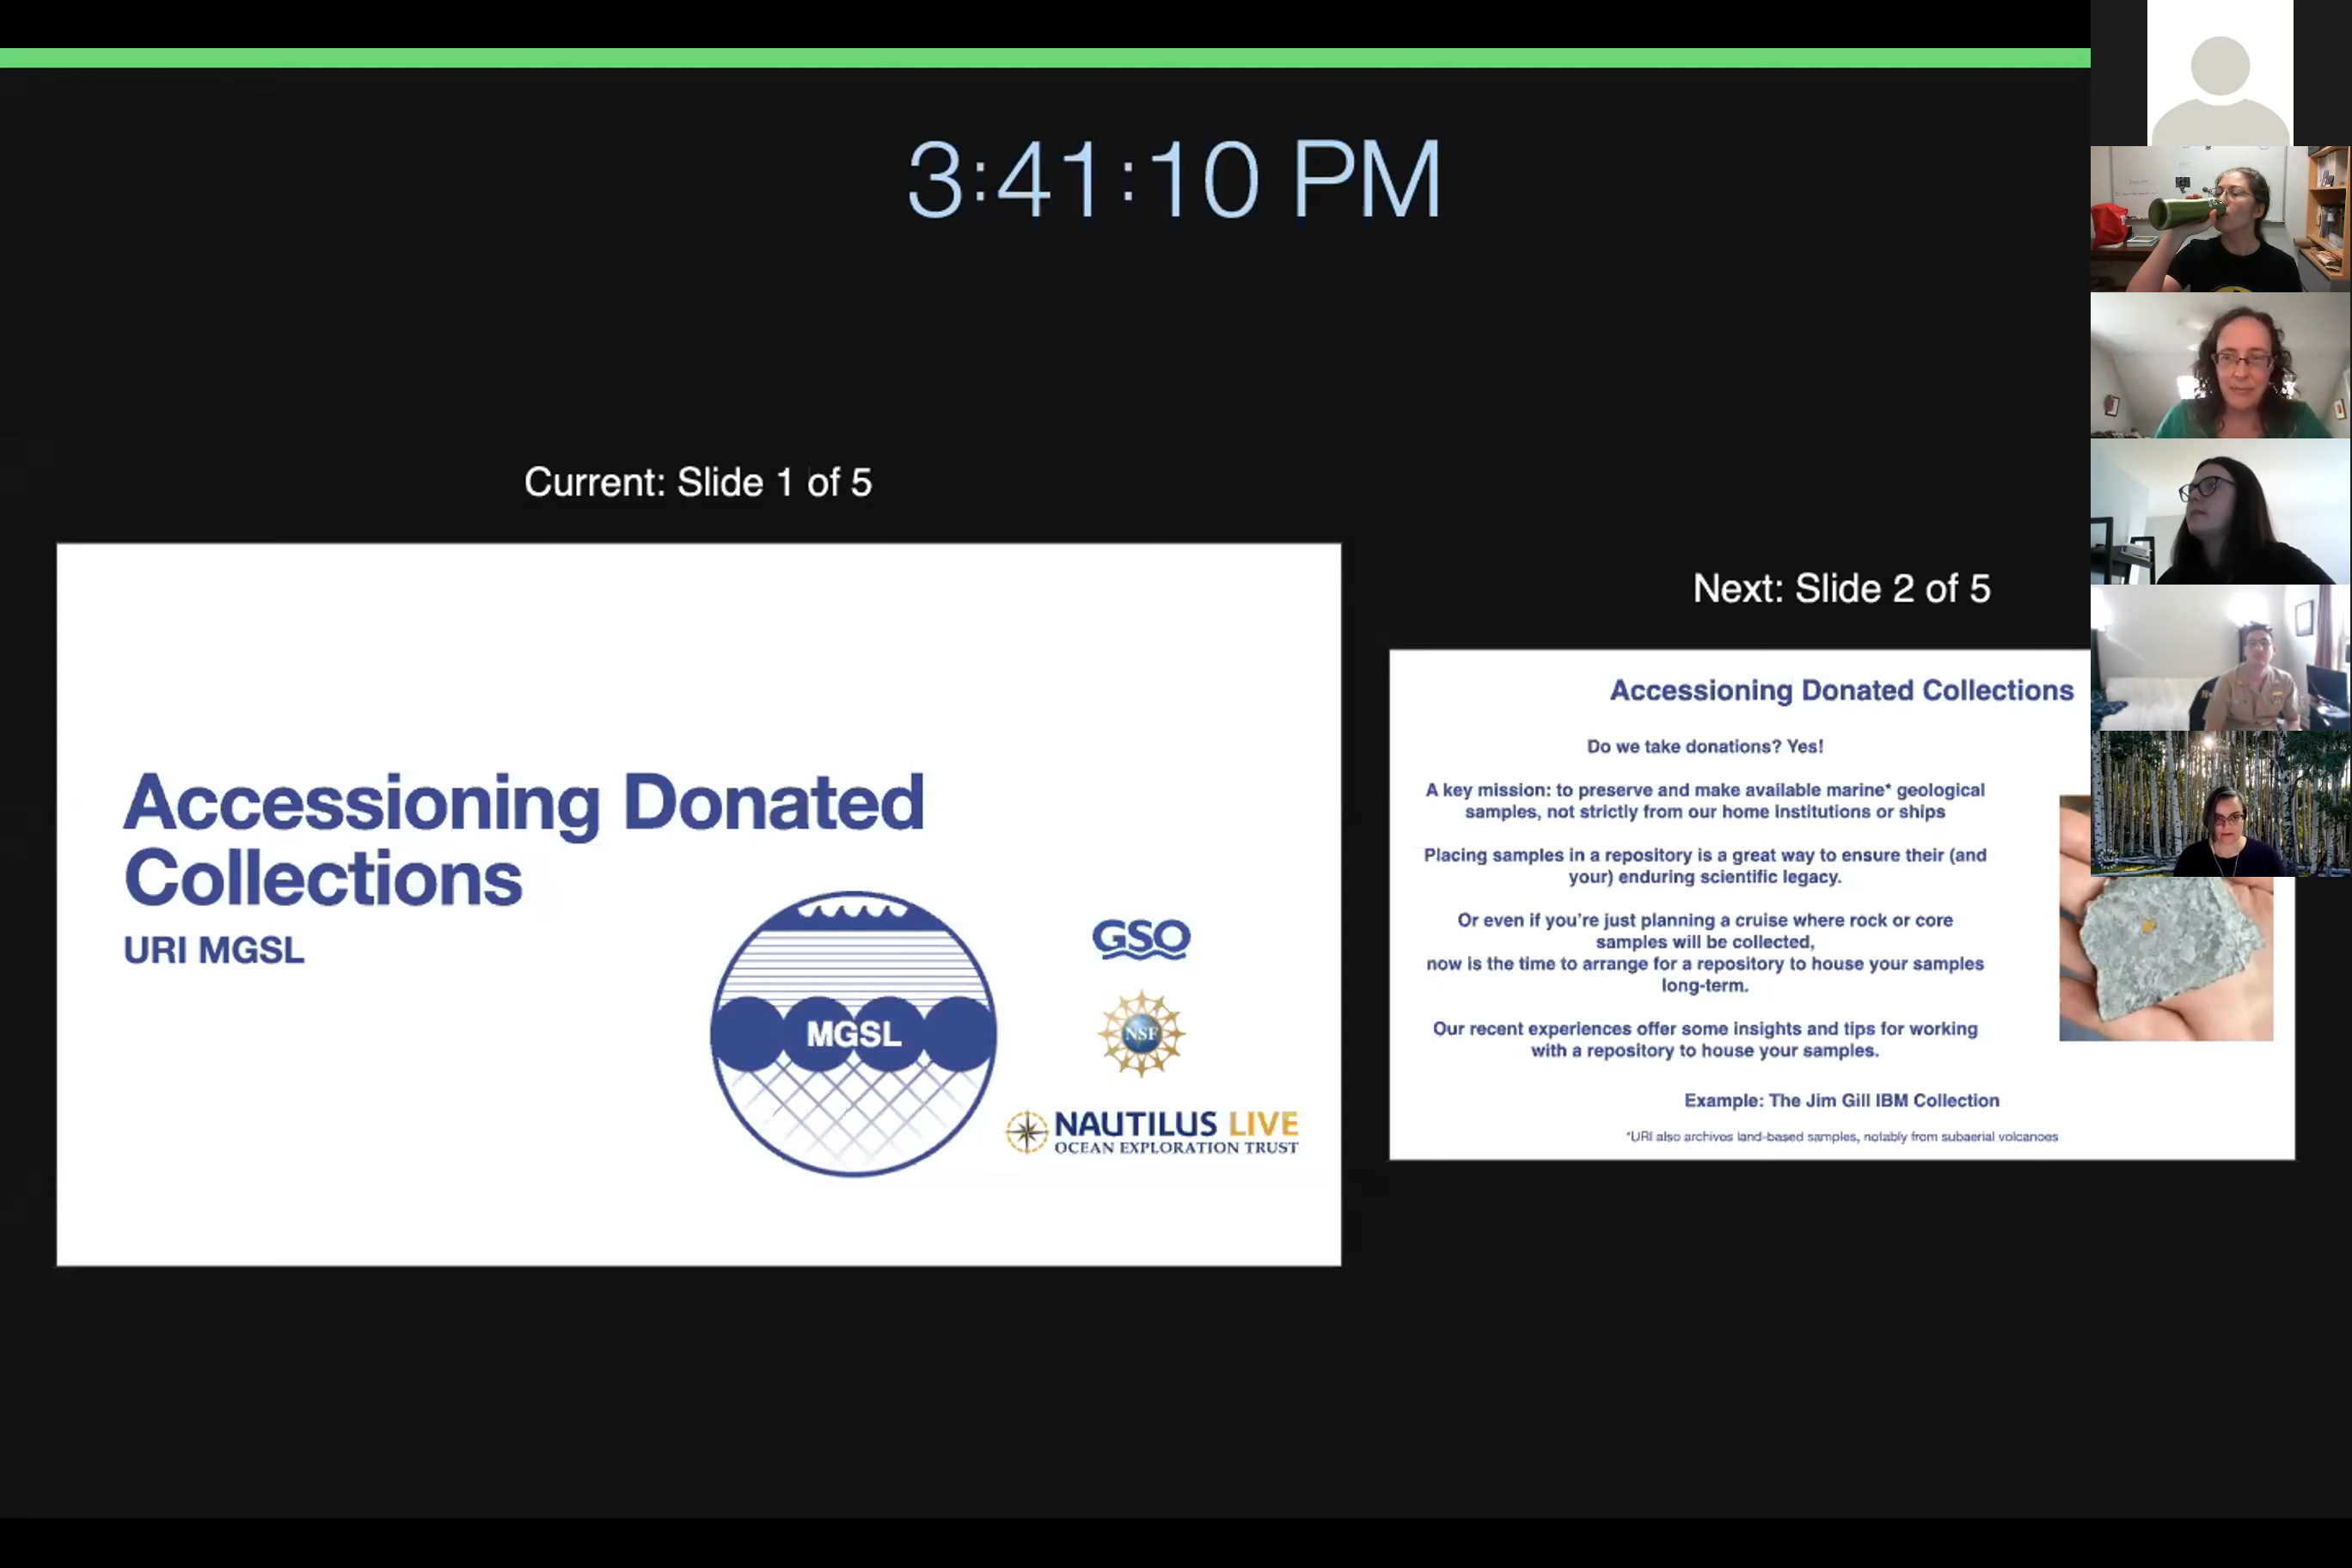 3:41:10 PM
Current: Slide 1 of 5
Accessioning Donated
Collections
URI MGSL
MGSL
GSO
NSF
NAUTILUS LIVE
OCEAN EXPLORATION TRUST
Next: Slide 2 of 5
Accessioning Donated Collections
Do we take donations? Yes!
A key mission: to preserve and make available marine* geological
samples, not strictly from our home institutions or ships
Placing samples in a repository is a great way to ensure their (and
your) enduring scientific legacy.
Or even if you're just planning a cruise where rock or core
samples will be collected,
now is the time to arrange for a repository to house your samples
long-term.
Our recent experiences offer some insights and tips for working
with a repository to house your samples.
Example: The Jim Gill IBM Collection
*URI also archives land-based samples, notably from subaerial volcanoes